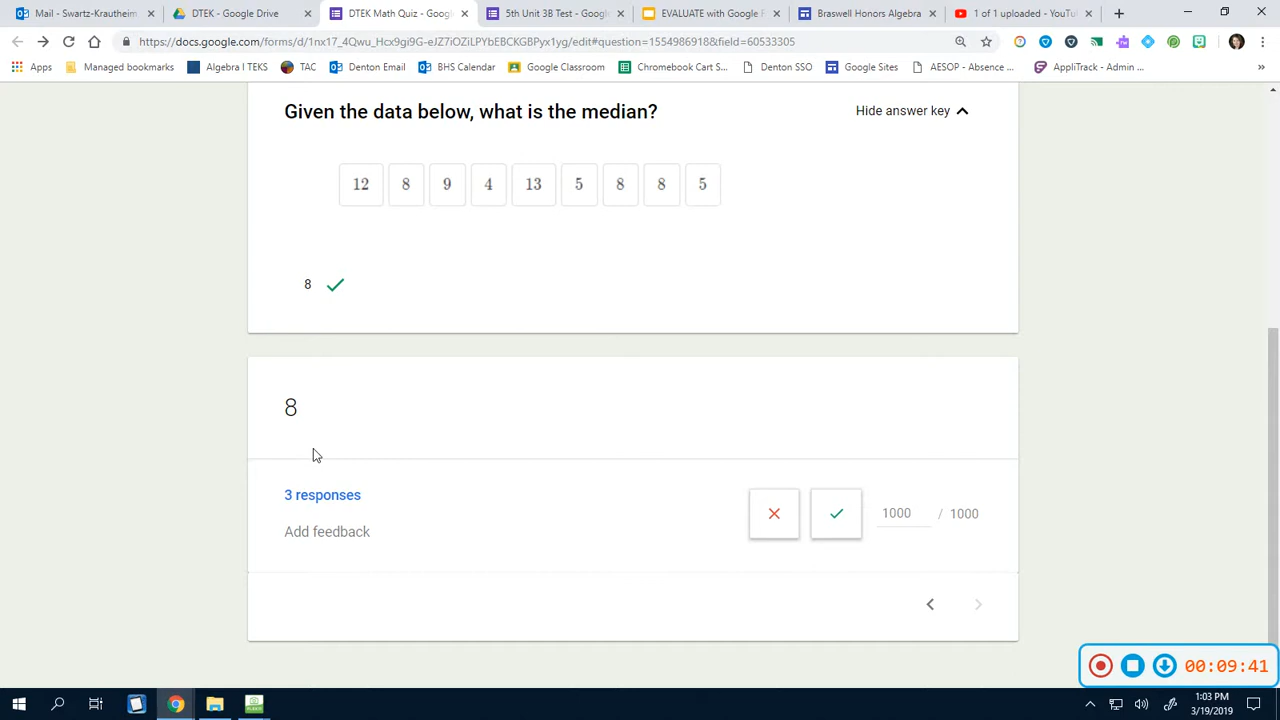 Mail - Swartz-Krautheim
DTEK - Google Drive
DTEK Math Quiz - Googl
5th Unit 3B Test - Google
EVALUATE with Google
Braswell Honors Algebra
1 of 1 uploaded - YouTu
https://docs.google.com/forms/d/1nx17_4Qwu_Hcx9gi9G-eJZ7iOZiLPYbEBCKGBPyx1yg/edit#question=1554986918&field=60533305
Apps
Managed bookmarks
Algebra I TEKS
TAC
Denton Email
BHS Calendar
Google Classroom
Chromebook Cart S...
Denton SSO
Google Sites
AESOP - Absence ...
AppliTrack - Admin ...
»
Given the data below, what is the median?
Hide answer key
12 8 9 4 13 5 8 8 5
8
8
3 responses
1000 / 1000
Add feedback
00:09:41
1:03 PM
3/19/2019